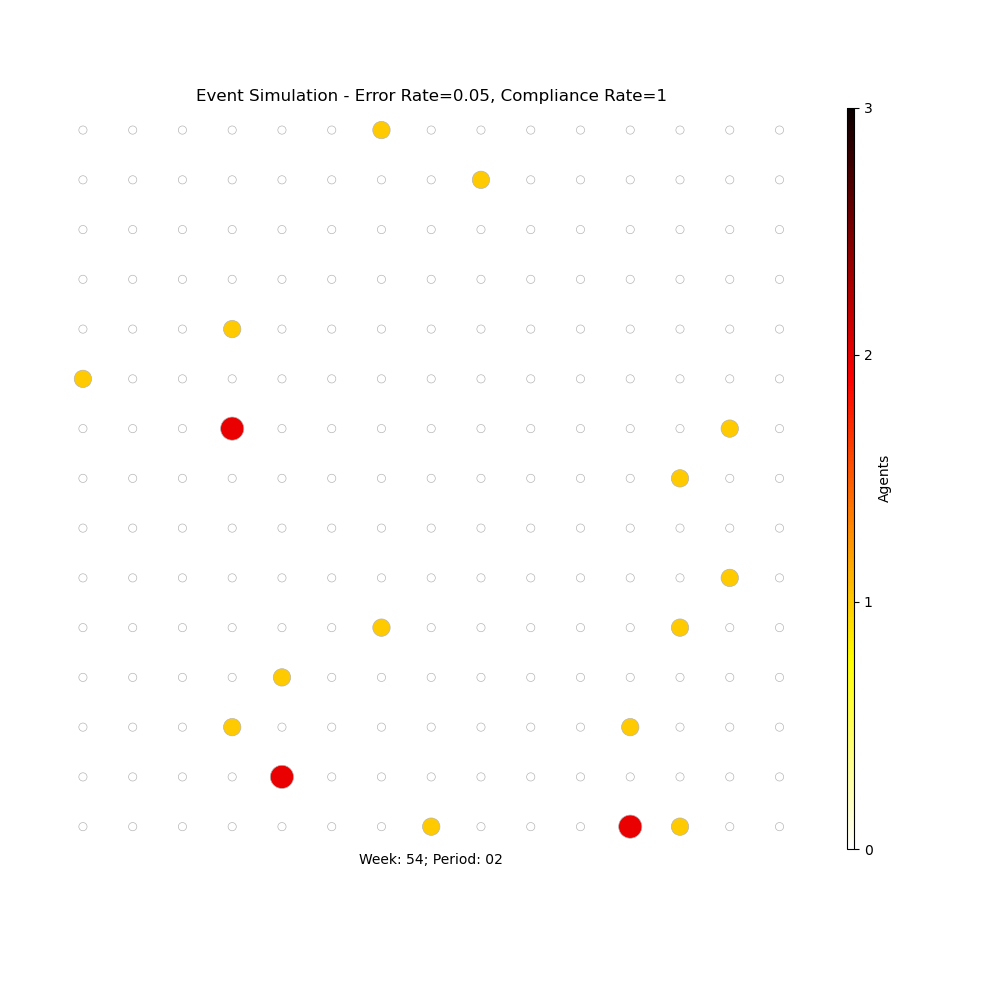 Event Simulation - Error Rate=0.05, Compliance Rate=1
3
2
1
0
Agents
Week: 54; Period: 02